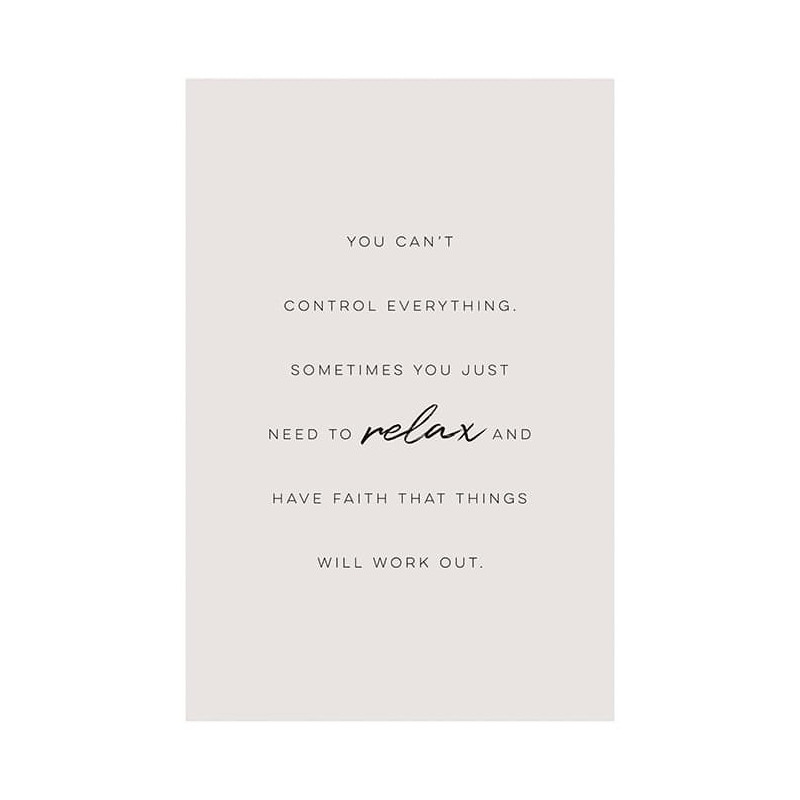 YOU CAN'T
CONTROL EVERYTHING.
SOMETIMES YOU JUST
NEED TO relax AND
HAVE FAITH THAT THINGS
WILL WORK OUT.